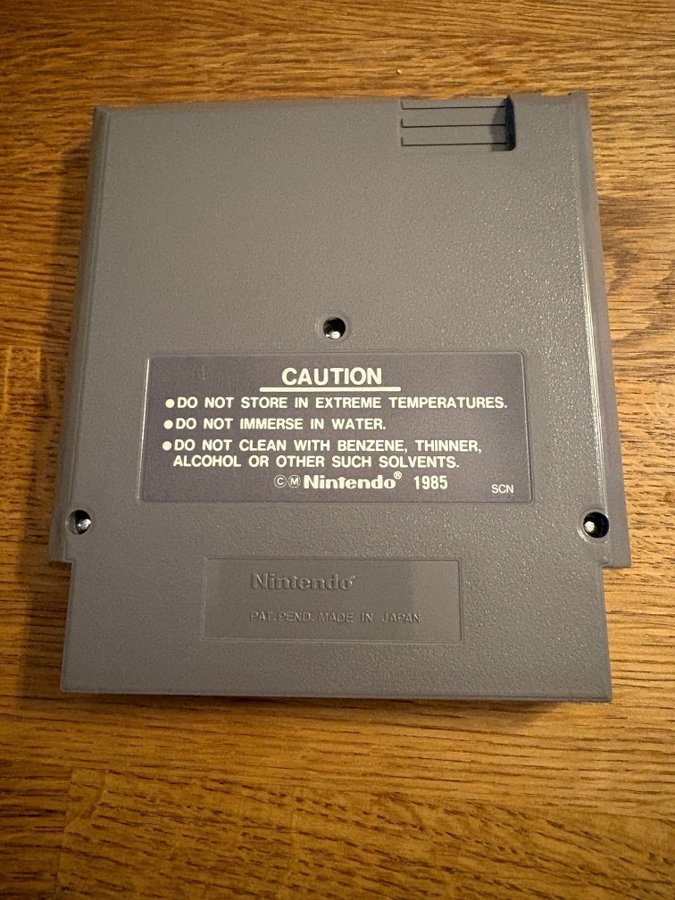 CAUTION
●DO NOT STORE IN EXTREME TEMPERATURES.
●DO NOT IMMERSE IN WATER.
●DO NOT CLEAN WITH BENZENE, THINNER,
ALCOHOL OR OTHER SUCH SOLVENTS.
ⒸⓂNintendo® 1985
SCN
Nintendo®
PAT. PEND. MADE IN JAPAN